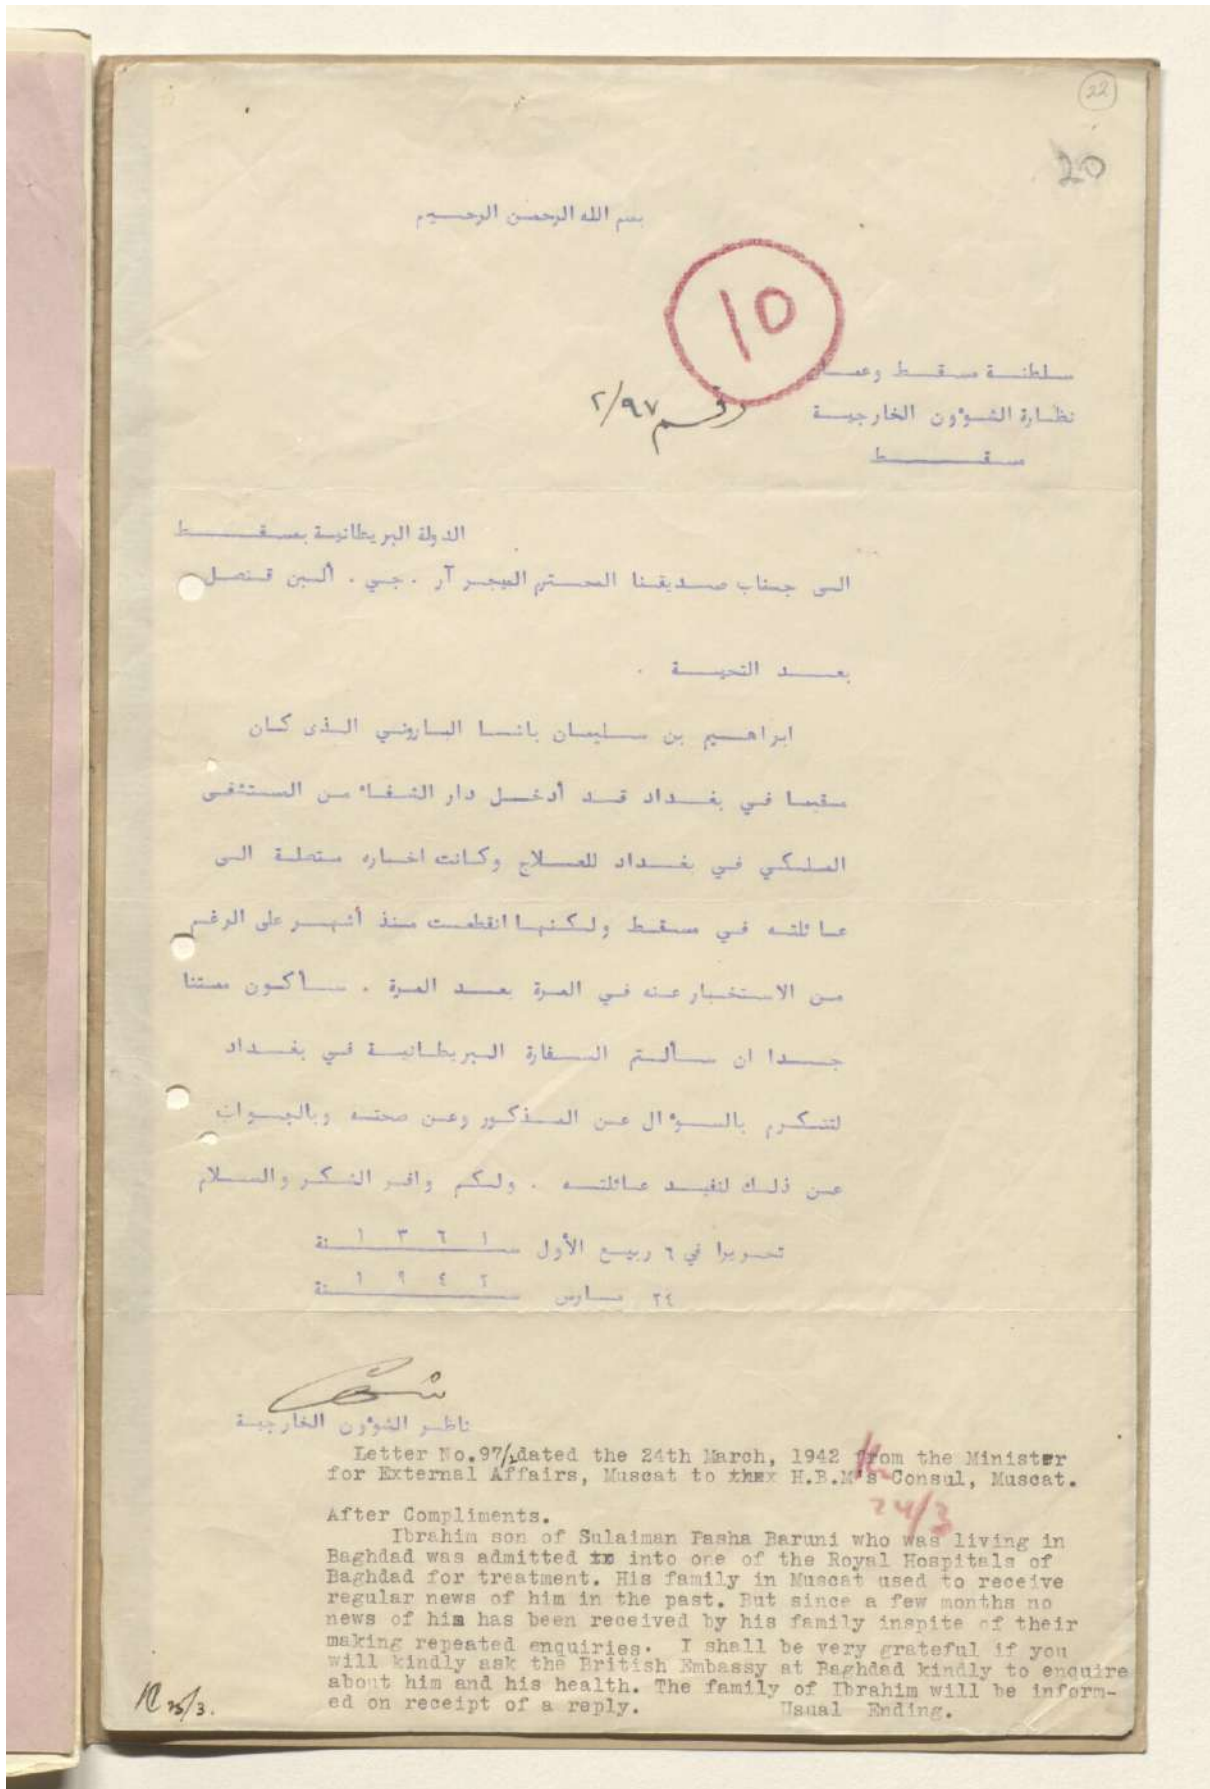 22
20
بسم الله الرحمن الرحيم
10
سلطنة مسقط وعمـ
نظارة الشؤون الخارجية
مسقط
رقم ٢/٩٧
الدولة البريطانية بمسقط
الى جناب صديقنا المحترم الميجر آر . جي . ألبن قنصل
بعد التحية .
ابراهيم بن سليمان باشا الباروني الذى كان
مقيما في بغداد قد أدخل دار الشفاء من المستشفى
الملكي في بغداد للعلاج وكانت اخباره متصلة الى
عائلته في مسقط ولكنها انقطعت منذ أشهر على الرغم
من الاستخبار عنه في المرة بعد المرة . سأكون ممتنا
جدا ان سألتم السفارة البريطانية في بغداد
لتتكرم بالسؤال عن المذكور وعن صحته وبالجواب
عن ذلك لنفيد عائلته . ولكم وافر الشكر والسلام
تحريرا في ٦ ربيع الأول سنة ١٣٦١
٢٤ مارس سنة ١٩٤٢
ناظر الشؤون الخارجية
Letter No.97/2dated the 24th March, 1942 from the Minister
for External Affairs, Muscat to thex H.B.M's Consul, Muscat.
24/3
After Compliments.
Ibrahim son of Sulaiman Pasha Baruni who was living in
Baghdad was admitted to into one of the Royal Hospitals of
Baghdad for treatment. His family in Muscat used to receive
regular news of him in the past. But since a few months no
news of him has been received by his family inspite of their
making repeated enquiries. I shall be very grateful if you
will kindly ask the British Embassy at Baghdad kindly to enquire
about him and his health. The family of Ibrahim will be inform-
ed on receipt of a reply. Usual Ending.
25/3.